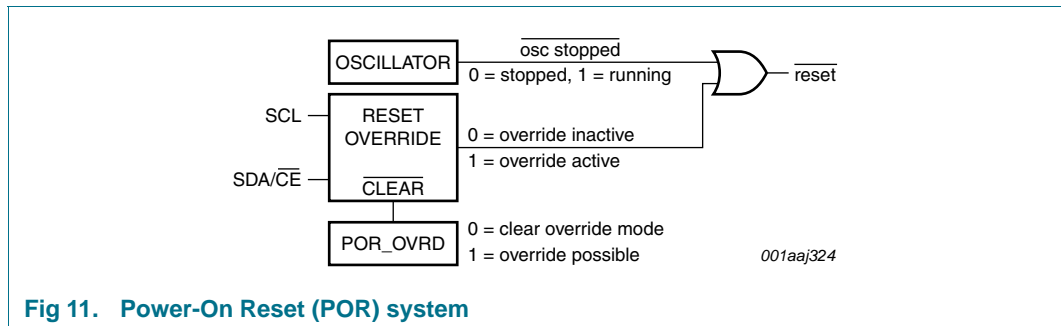 OSCILLATOR
osc stopped
0 = stopped, 1 = running
reset
SCL
RESET
OVERRIDE
0 = override inactive
1 = override active
SDA/CE
CLEAR
POR_OVRD
0 = clear override mode
1 = override possible
001aaj324
Fig 11. Power-On Reset (POR) system